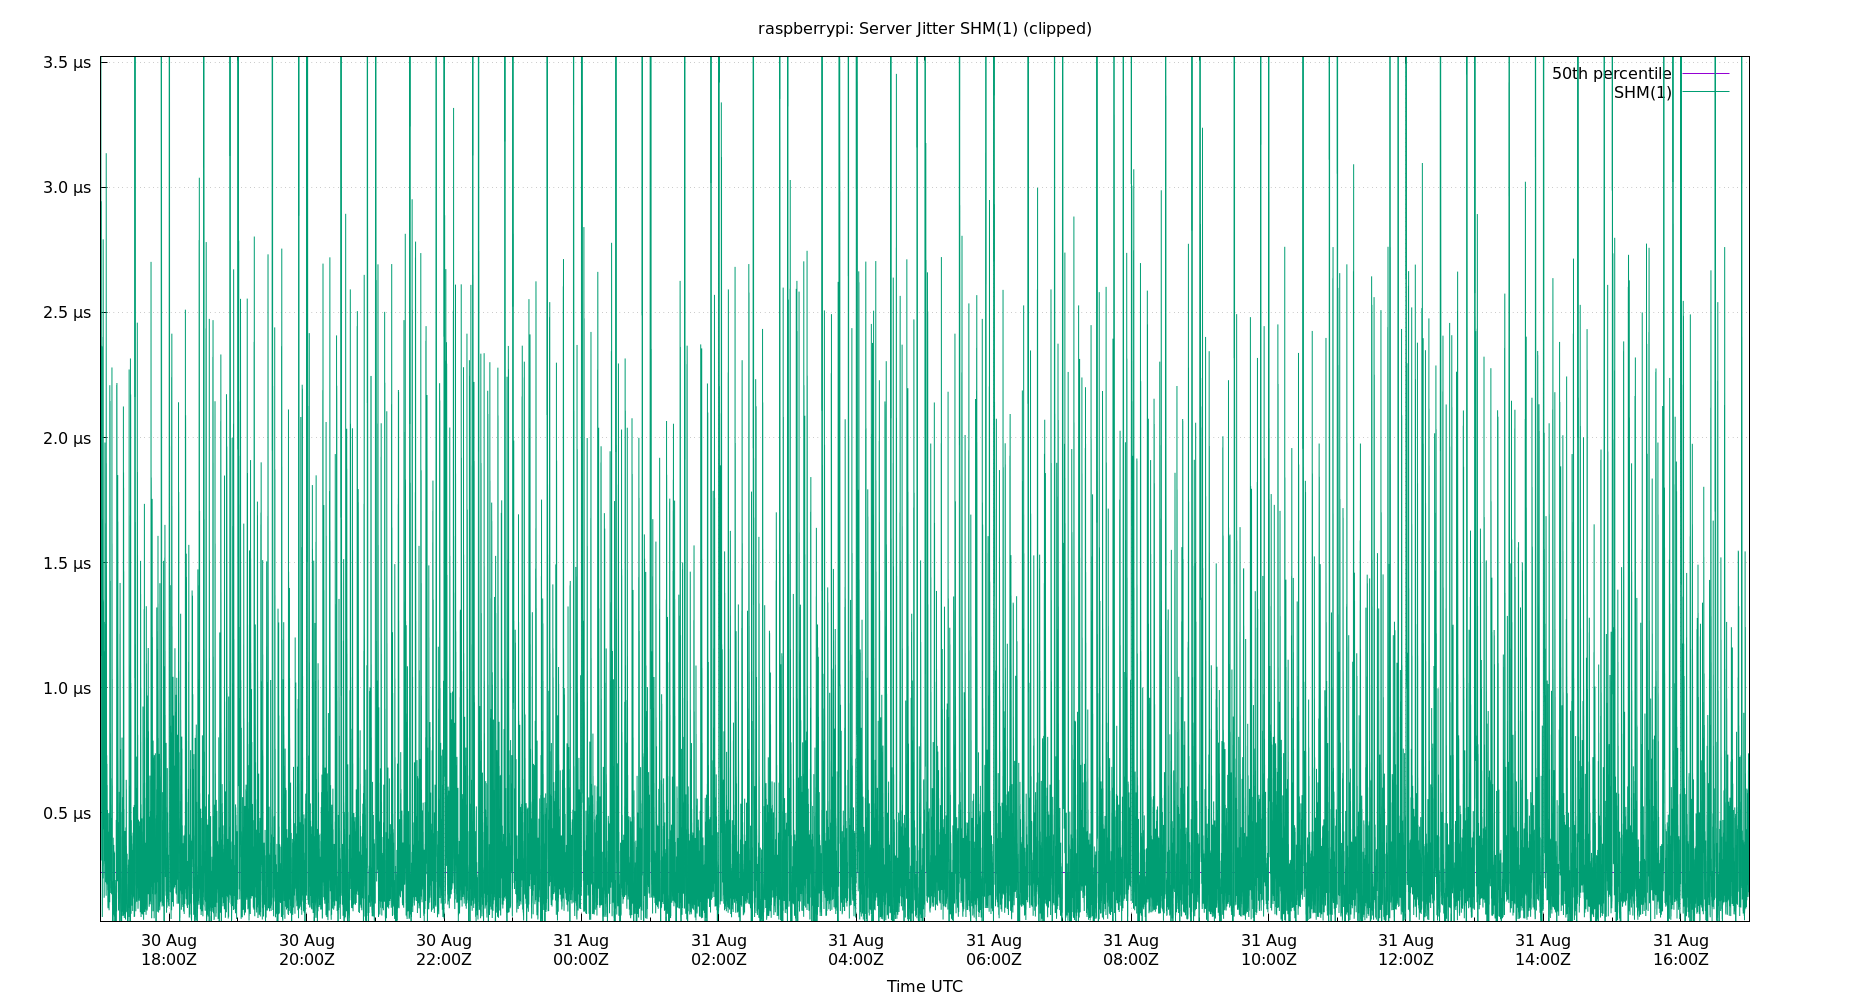 raspberrypi: Server Jitter SHM(1) (clipped)
3.5 µs
50th percentile
SHM(1)
3.0 µs
2.5 µs
2.0 µs
1.5 µs
1.0 µs
0.5 µs
30 Aug 30 Aug 30 Aug 31 Aug 31 Aug 31 Aug 31 Aug 31 Aug 31 Aug 31 Aug 31 Aug 31 Aug
18:00Z 20:00Z 22:00Z 00:00Z 02:00Z 04:00Z 06:00Z 08:00Z 10:00Z 12:00Z 14:00Z 16:00Z
Time UTC